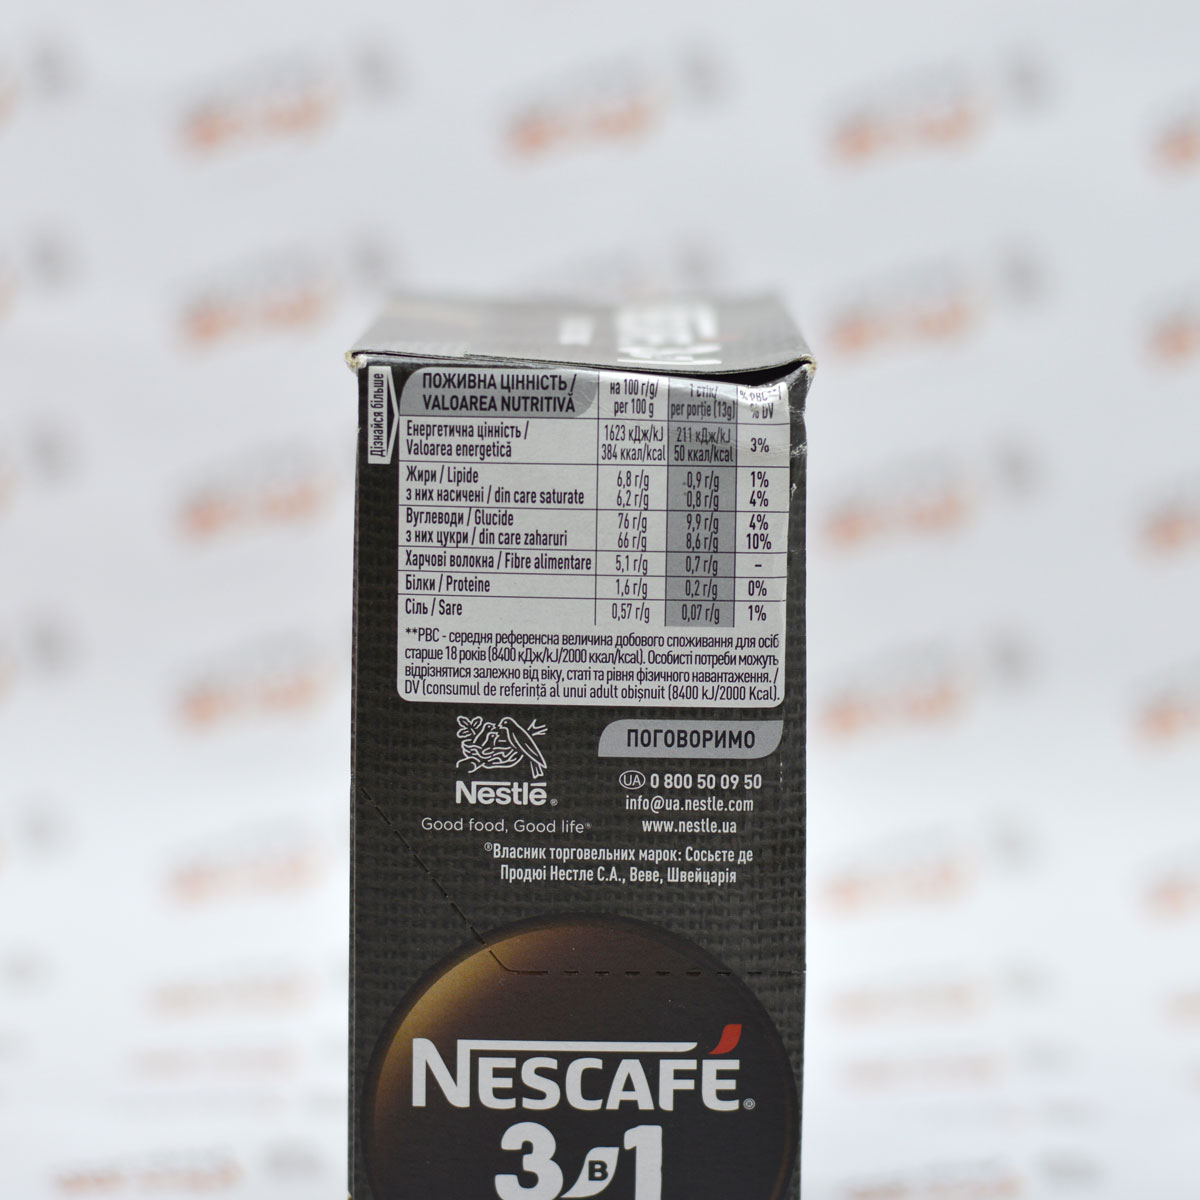 Дізнайся більше
ПОЖИВНА ЦІННІСТЬ / на 100 г/g/ 1 стік/ % РВС**/
VALOAREA NUTRITIVĂ per 100 g per porție (13g) % DV
Енергетична цінність / 1623 кДж/kJ 211 кДж/kJ 3%
Valoarea energetică 384 ккал/kcal 50 ккал/kcal
Жири / Lipide 6,8 г/g 0,9 г/g 1%
з них насичені / din care saturate 6,2 г/g 0,8 г/g 4%
Вуглеводи / Glucide 76 г/g 9,9 г/g 4%
з них цукри / din care zaharuri 66 г/g 8,6 г/g 10%
Харчові волокна / Fibre alimentare 5,1 г/g 0,7 г/g –
Білки / Proteine 1,6 г/g 0,2 г/g 0%
Сіль / Sare 0,57 г/g 0,07 г/g 1%
**РВС - середня референсна величина добового споживання для осіб
старше 18 років (8400 кДж/kJ/2000 ккал/kcal). Особисті потреби можуть
відрізнятися залежно від віку, статі та рівня фізичного навантаження. /
DV (consumul de referință al unui adult obișnuit (8400 kJ/2000 Kcal).
Nestlé®
Good food, Good life®
ПОГОВОРИМО
UA 0 800 50 09 50
info@ua.nestle.com
www.nestle.ua
®Власник торговельних марок: Сосьєте де
Продюі Нестле С.А., Веве, Швейцарія
NESCAFÉ®
3 в 1